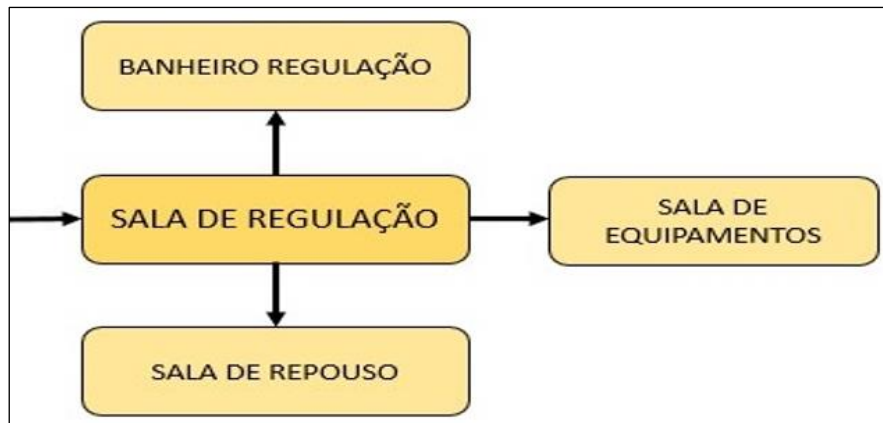 BANHEIRO REGULAÇÃO
SALA DE REGULAÇÃO
SALA DE
EQUIPAMENTOS
SALA DE REPOUSO